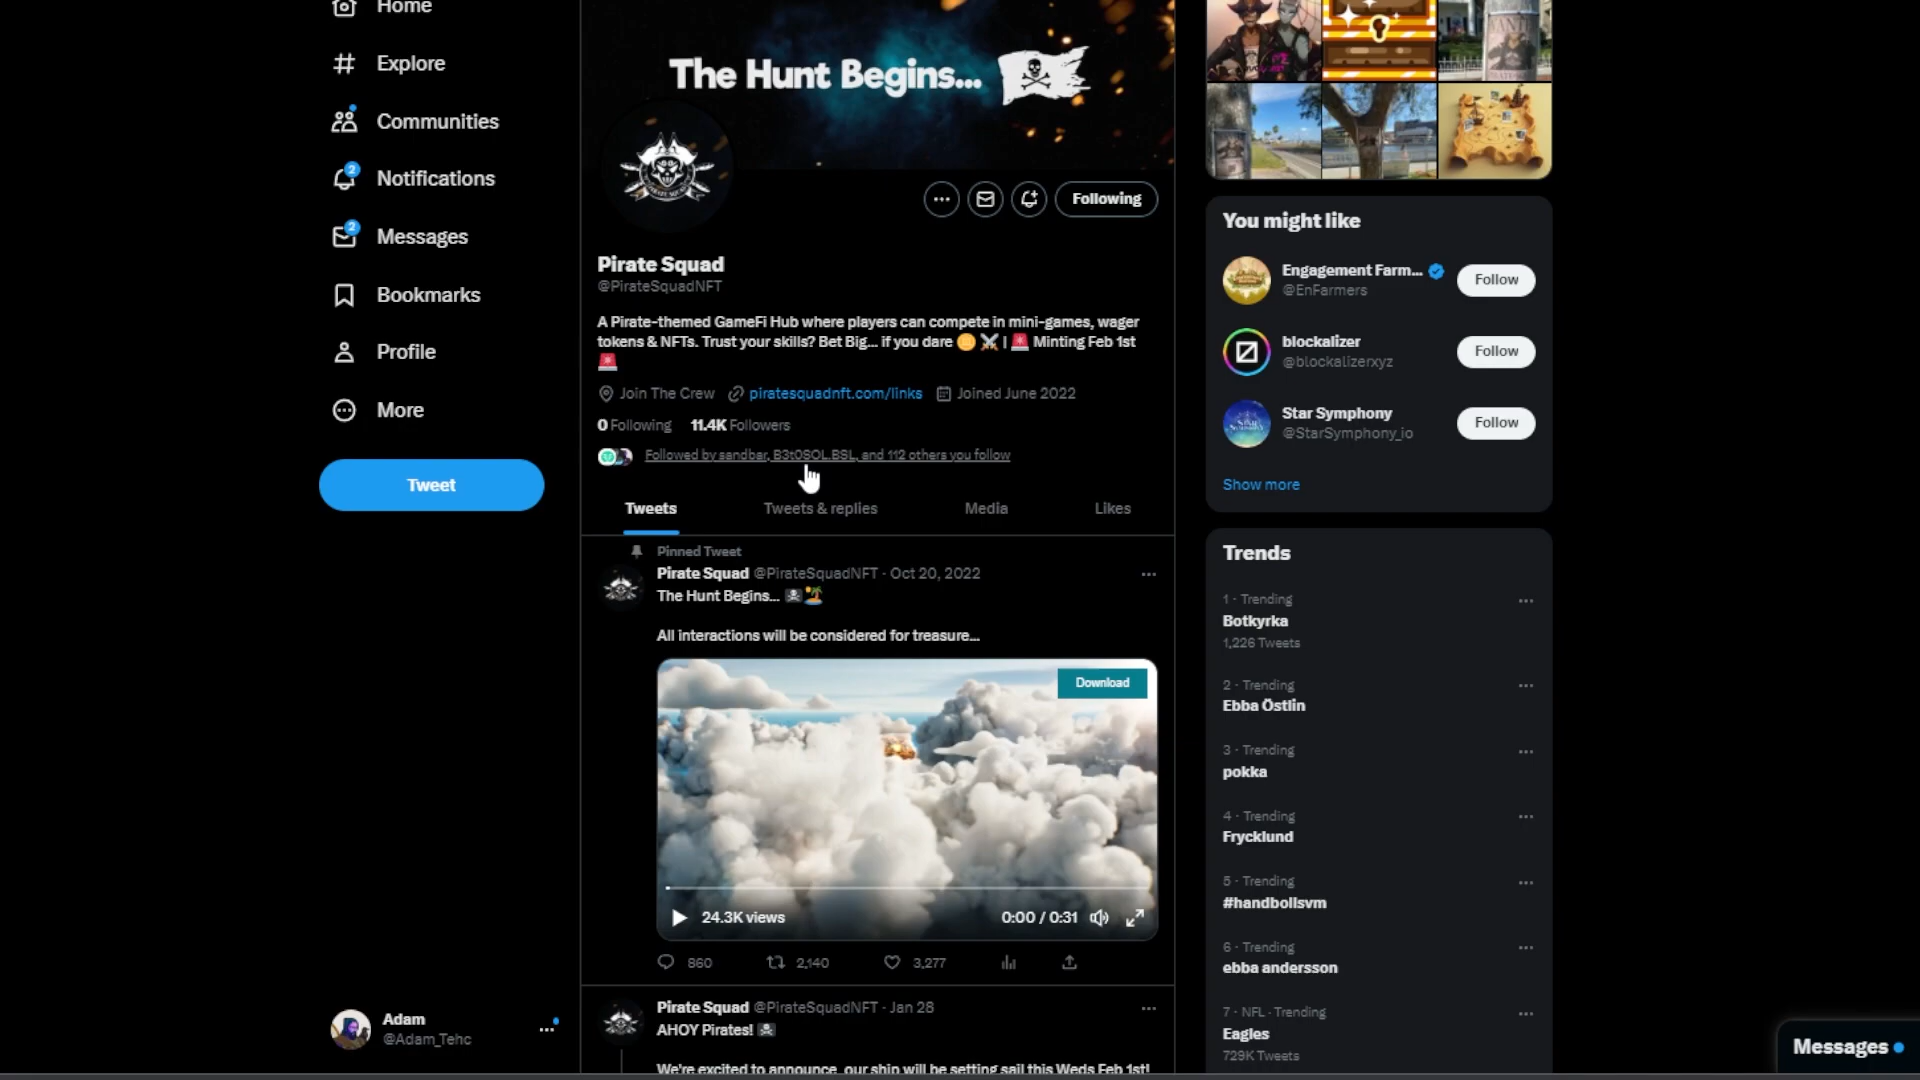 Home
Explore
Communities
2
Notifications
2
Messages
Bookmarks
Profile
More
Tweet
Adam
@Adam_Tehc
The Hunt Begins...
Following
Pirate Squad
@PirateSquadNFT
A Pirate-themed GameFi Hub where players can compete in mini-games, wager
tokens & NFTs. Trust your skills? Bet Big... if you dare 🪙 ⚔️ | 🚨 Minting Feb 1st
🚨
Join The Crew piratesquadnft.com/links Joined June 2022
0 Following 11.4K Followers
Followed by sandbar, B3t0SOL.BSL, and 112 others you follow
Tweets Tweets & replies Media Likes
Pinned Tweet
Pirate Squad @PirateSquadNFT · Oct 20, 2022
The Hunt Begins... 🏴‍☠️🏝️
All interactions will be considered for treasure...
Download
24.3K views 0:00 / 0:31
860 2,140 3,277
Pirate Squad @PirateSquadNFT · Jan 28
AHOY Pirates! 🏴‍☠️
We're excited to announce, our ship will be setting sail this Weds Feb 1st!
You might like
Engagement Farm...
@EnFarmers
Follow
blockalizer
@blockalizerxyz
Follow
Star Symphony
@StarSymphony_io
Follow
Show more
Trends
1 · Trending
Botkyrka
1,226 Tweets
2 · Trending
Ebba Östlin
3 · Trending
pokka
4 · Trending
Frycklund
5 · Trending
#handbollsvm
6 · Trending
ebba andersson
7 · NFL · Trending
Eagles
729K Tweets
Messages